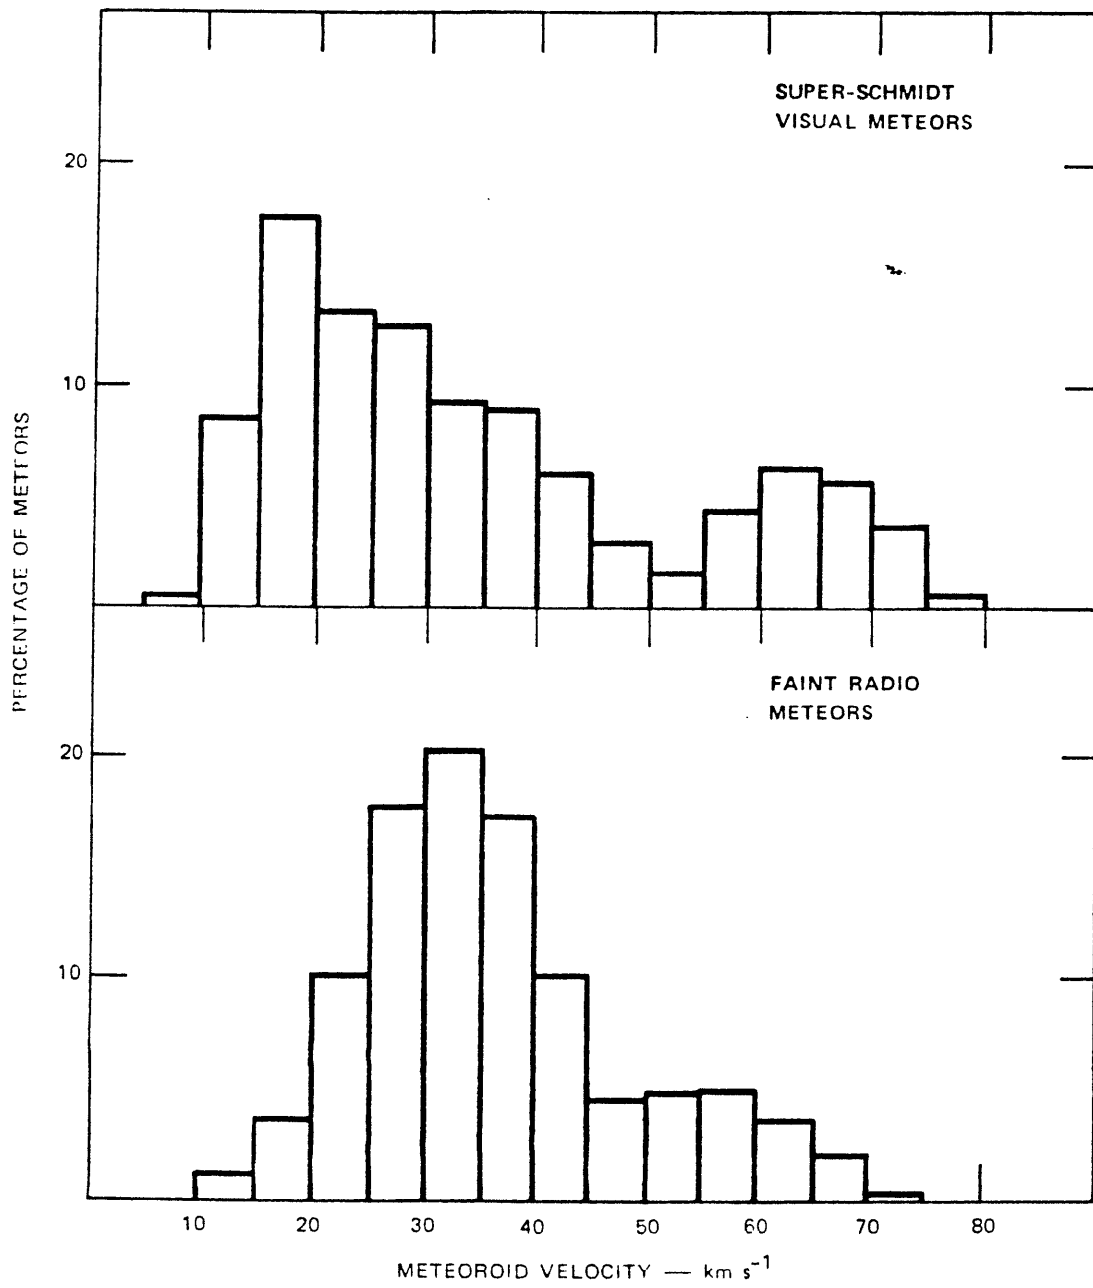 SUPER-SCHMIDT
VISUAL METEORS
20
10
PERCENTAGE OF METEORS
FAINT RADIO
METEORS
20
10
10 20 30 40 50 60 70 80
METEOROID VELOCITY — km s⁻¹